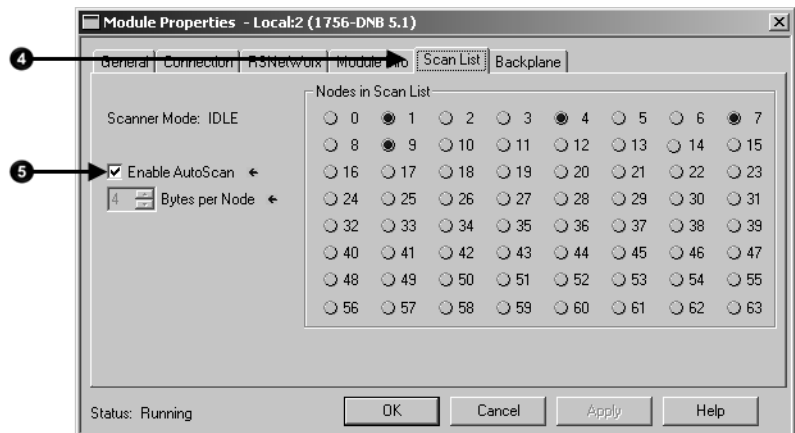 Module Properties - Local:2 (1756-DNB 5.1)
4
General Connection RSNetWorx Module Info Scan List Backplane
Nodes in Scan List
Scanner Mode: IDLE
0 1 2 3 4 5 6 7
8 9 10 11 12 13 14 15
5
Enable AutoScan
16 17 18 19 20 21 22 23
4 Bytes per Node
24 25 26 27 28 29 30 31
32 33 34 35 36 37 38 39
40 41 42 43 44 45 46 47
48 49 50 51 52 53 54 55
56 57 58 59 60 61 62 63
Status: Running
OK Cancel Apply Help